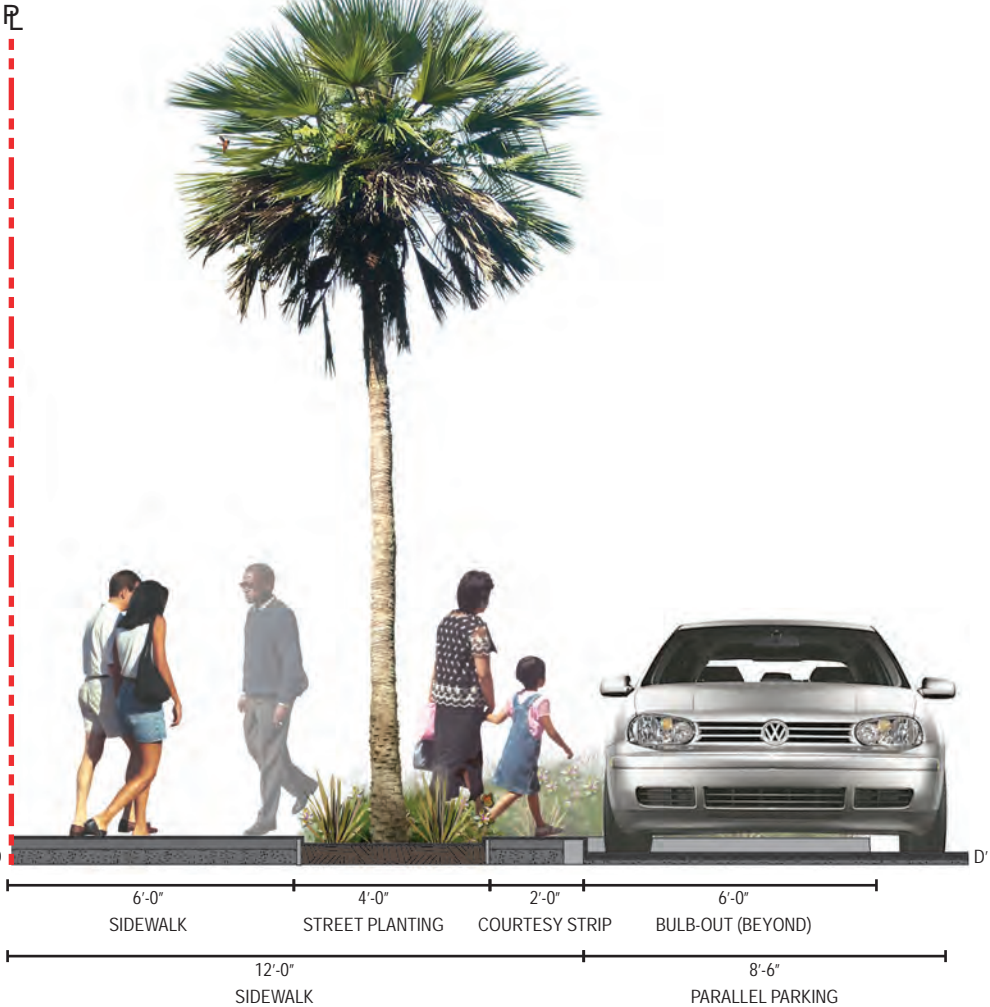 PL
D'
6'-0" 4'-0" 2'-0" 6'-0"
SIDEWALK STREET PLANTING COURTESY STRIP BULB-OUT (BEYOND)
12'-0" 8'-6"
SIDEWALK PARALLEL PARKING